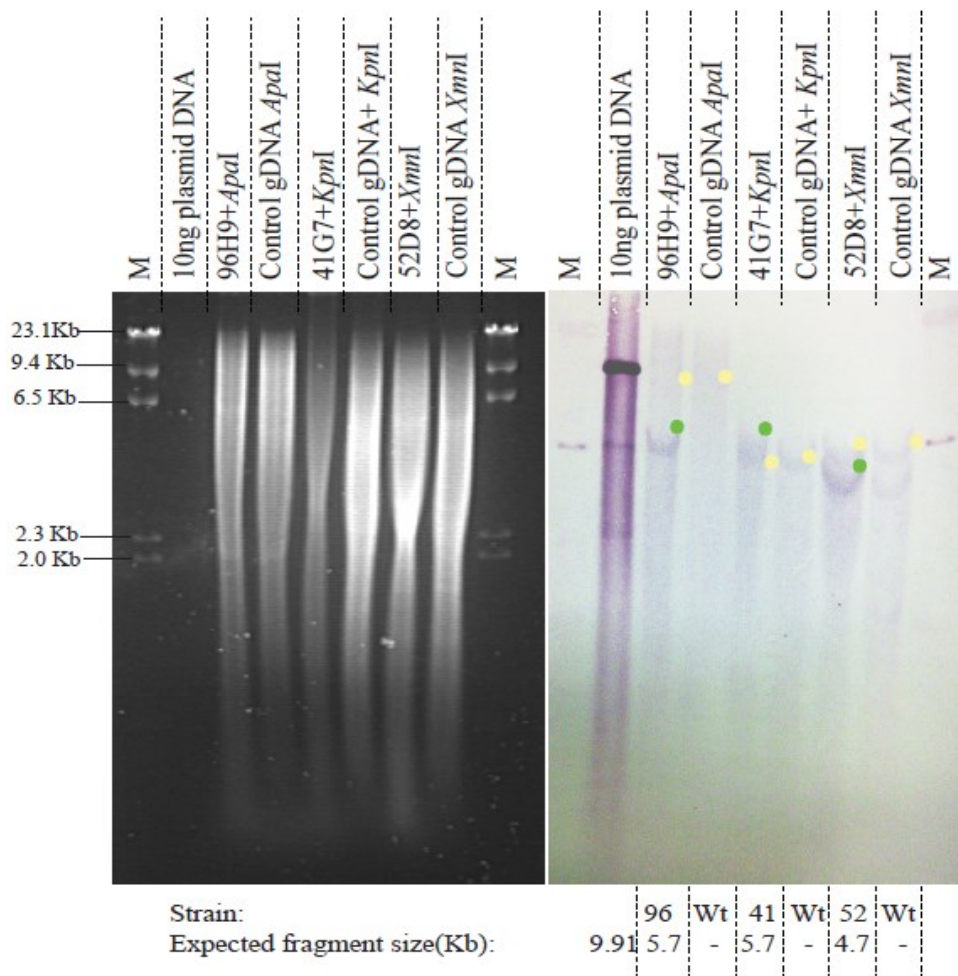 M
10ng plasmid DNA
96H9+ApaI
Control gDNA ApaI
41G7+KpnI
Control gDNA+ KpnI
52D8+XmnI
Control gDNA XmnI
M
M
10ng plasmid DNA
96H9+ApaI
Control gDNA ApaI
41G7+KpnI
Control gDNA+ KpnI
52D8+XmnI
Control gDNA XmnI
M
23.1Kb
9.4 Kb
6.5 Kb
2.3 Kb
2.0 Kb
Strain: 96 Wt 41 Wt 52 Wt
Expected fragment size(Kb): 9.91 5.7 - 5.7 - 4.7 -